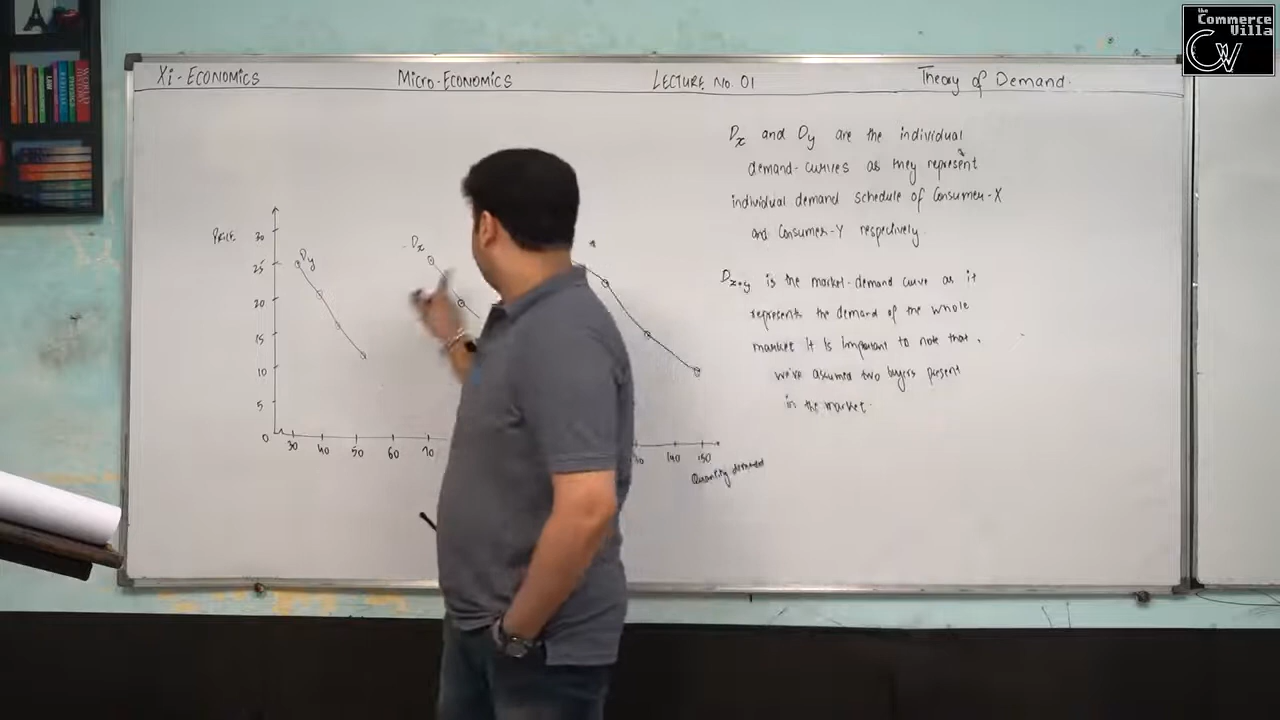 the
Commerce
Villa
CV
XI-ECONOMICS MICRO-ECONOMICS LECTURE NO. 01 Theory of Demand.
Dx and Dy are the individual
demand-curves as they represent
individual demand schedule of Consumer-X
and Consumer-Y respectively.
Dx+y is the market-demand curve as it
represents the demand of the whole
market. It is important to note that,
we've assumed two buyers present
in the market.
PRICE
30
25
20
15
10
5
0
Dy
Dx
30 40 50 60 70 140 150
Quantity demanded